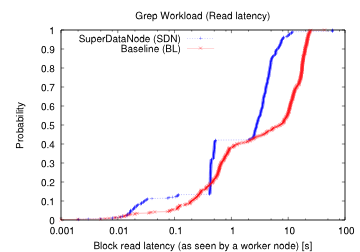 Grep Workload (Read latency)
SuperDataNode (SDN)
Baseline (BL)
Probability
1
0.9
0.8
0.7
0.6
0.5
0.4
0.3
0.2
0.1
0
0.001 0.01 0.1 1 10 100
Block read latency (as seen by a worker node) [s]